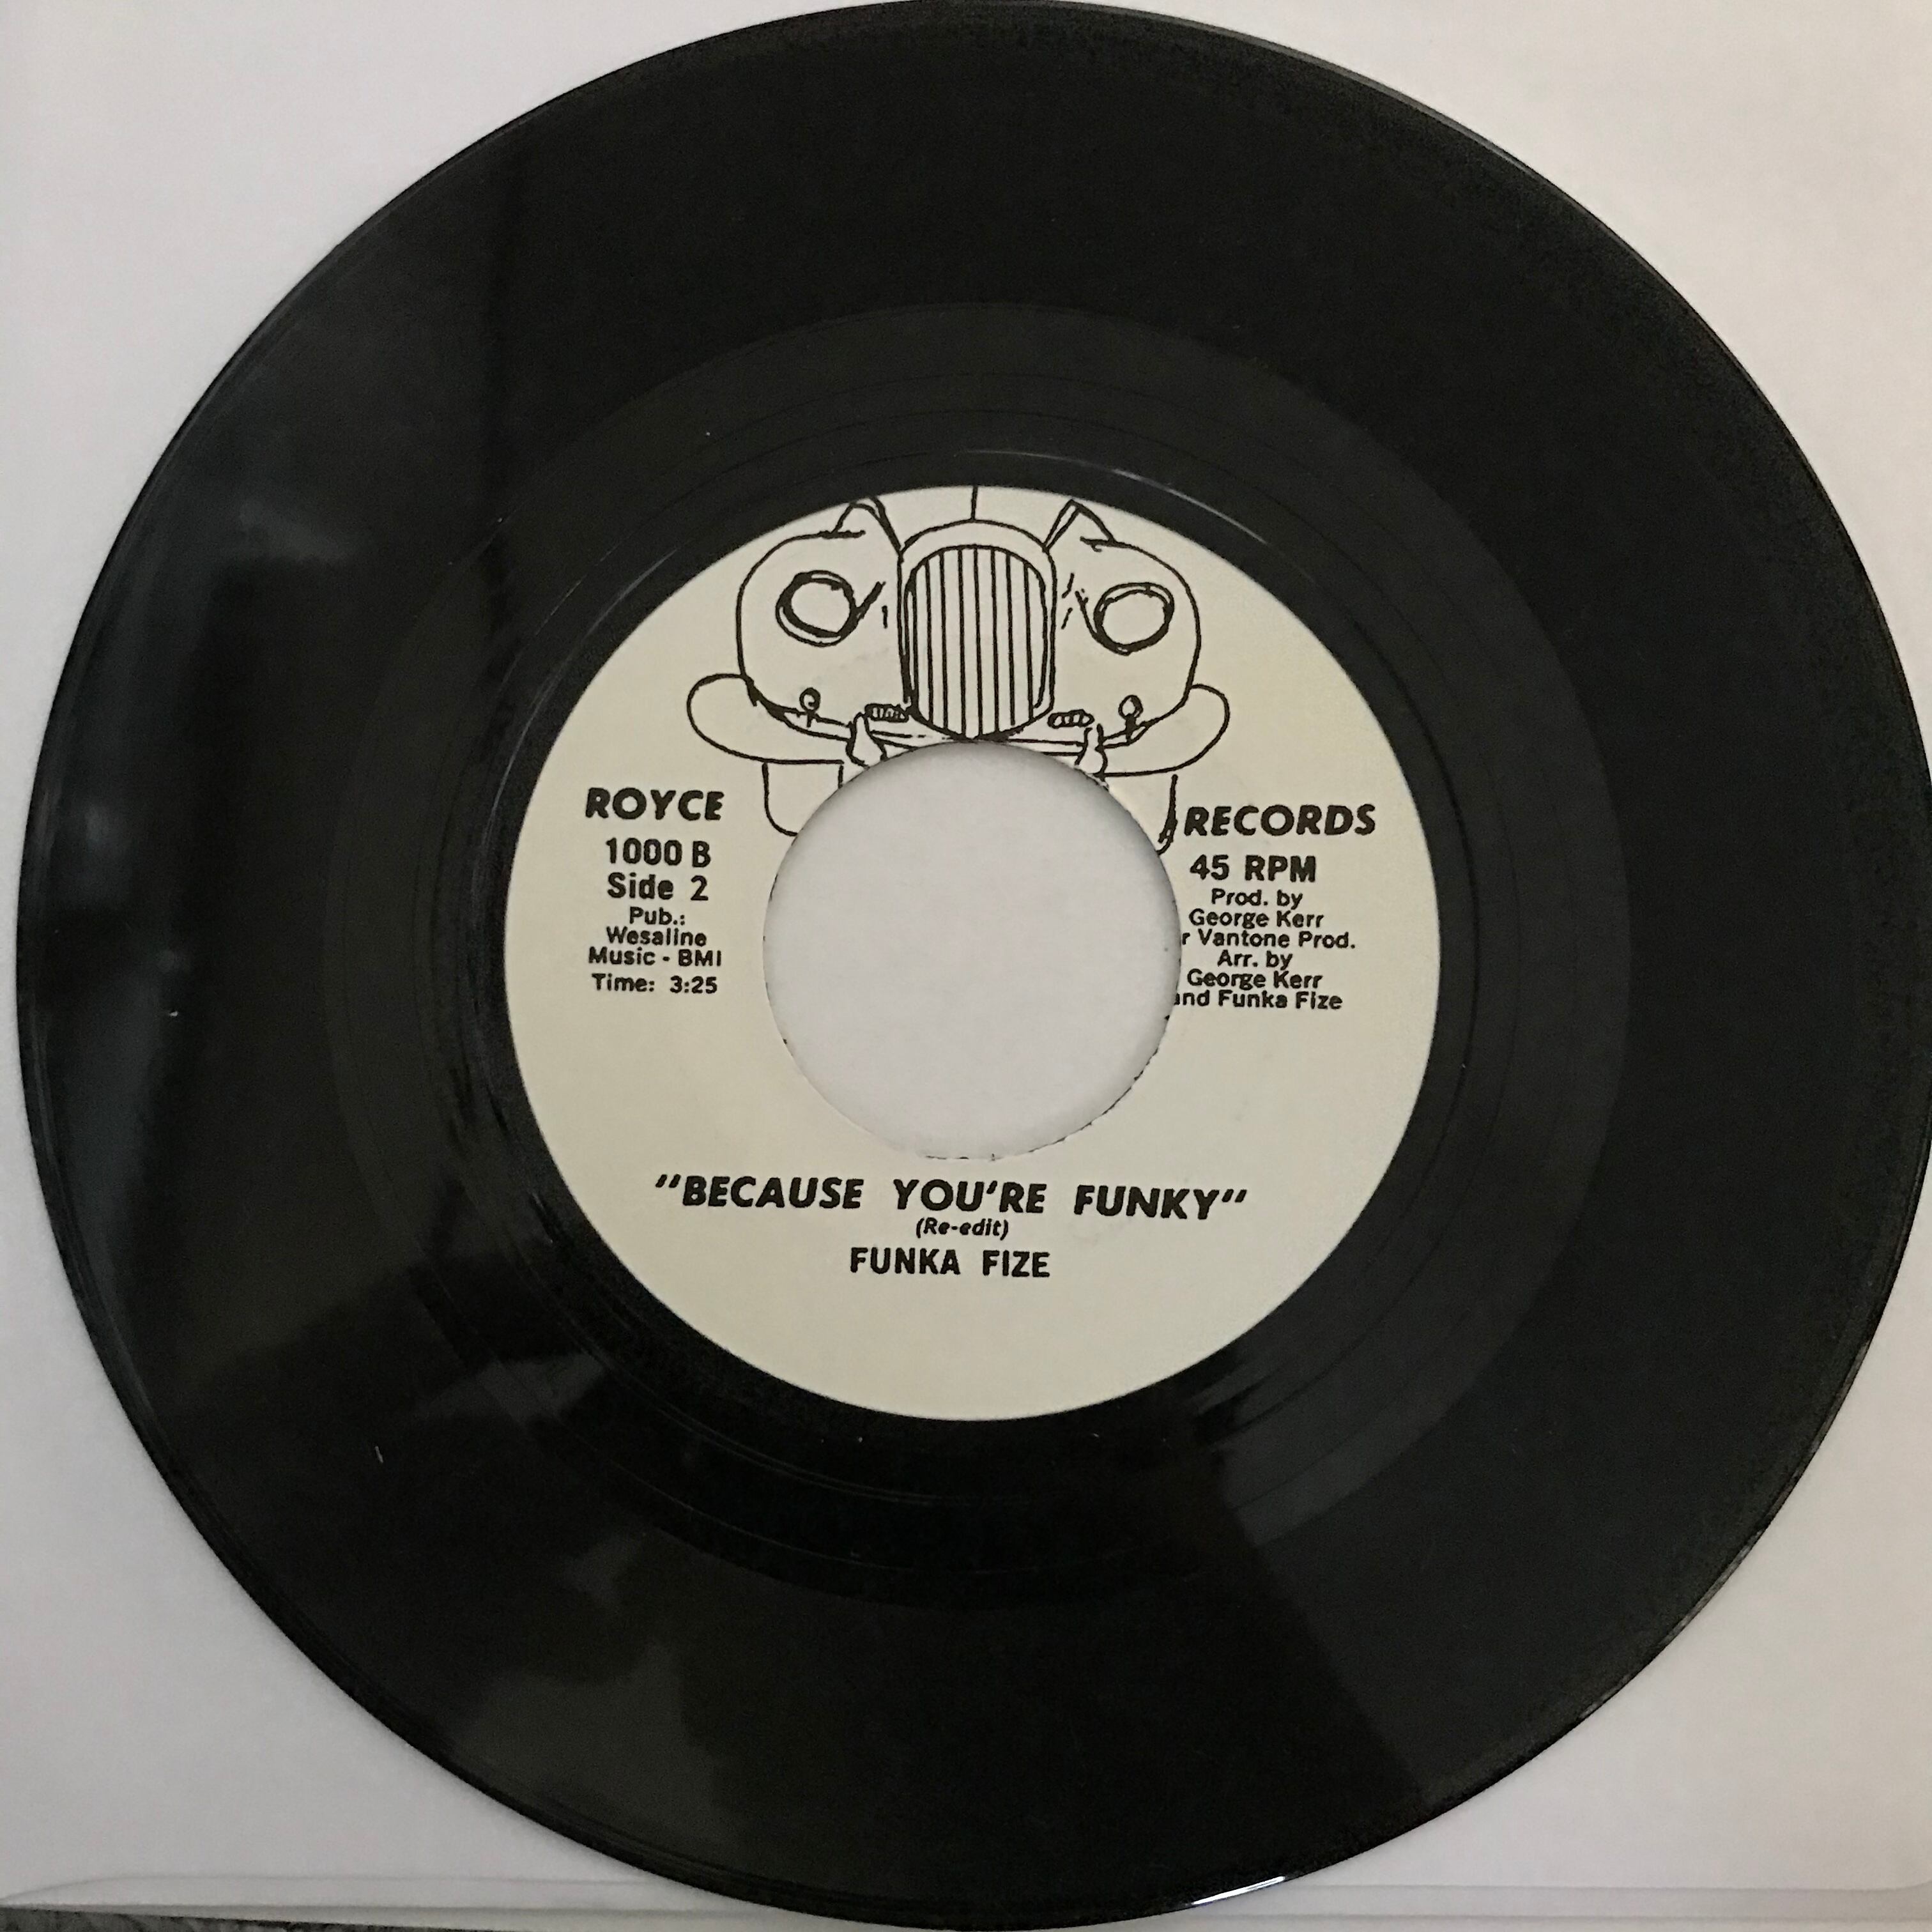 ROYCE
1000 B
Side 2
Pub.:
Wesaline
Music - BMI
Time: 3:25
RECORDS
45 RPM
Prod. by
George Kerr
r Vantone Prod.
Arr. by
George Kerr
and Funka Fize
"BECAUSE YOU'RE FUNKY"
(Re-edit)
FUNKA FIZE